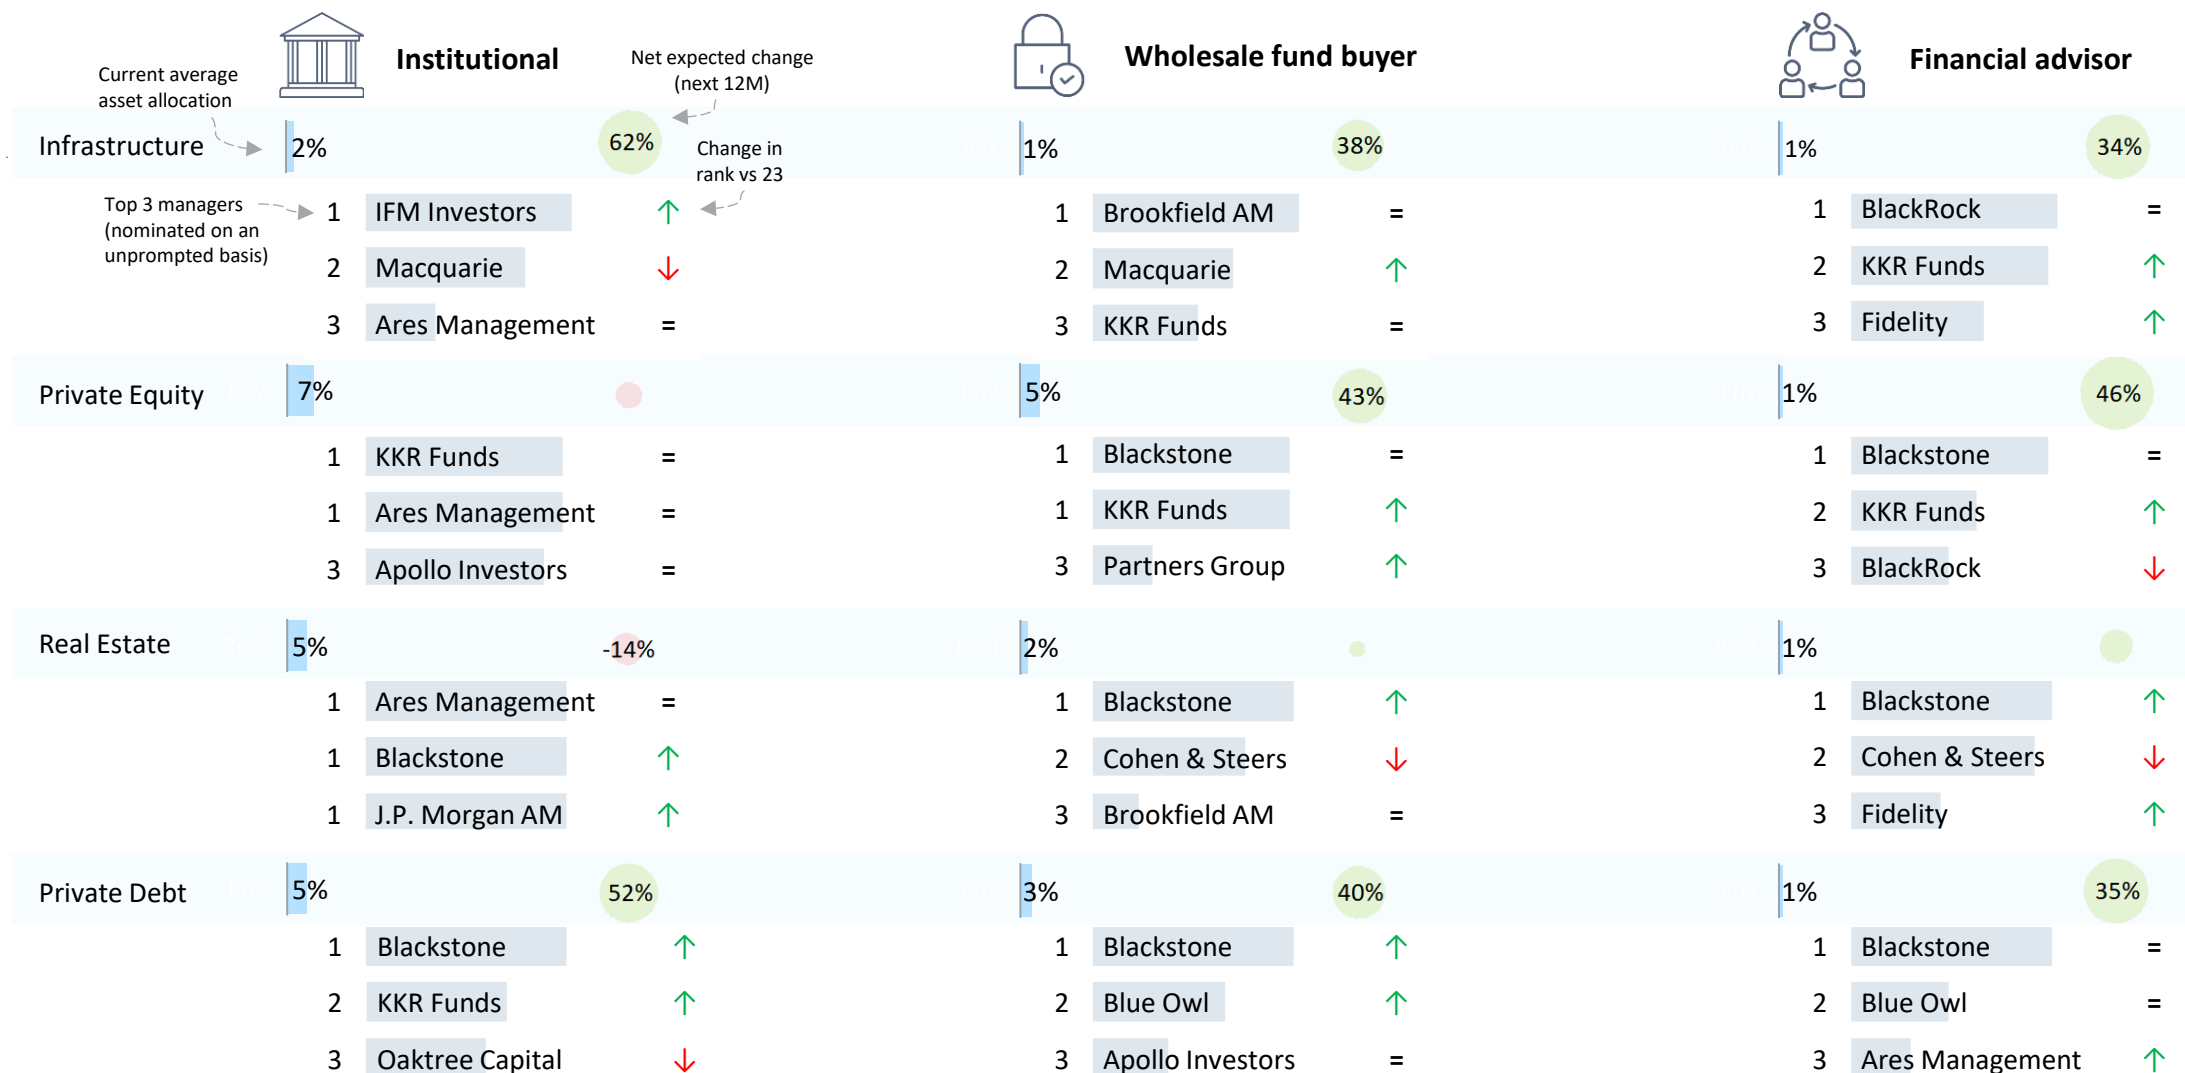 Institutional
Wholesale fund buyer
Financial advisor
Current average
asset allocation
Net expected change
(next 12M)
Infrastructure
2%
62%
1%
38%
1%
34%
Change in
rank vs 23
Top 3 managers
(nominated on an
unprompted basis)
1 IFM Investors ↑
1 Brookfield AM =
1 BlackRock =
2 Macquarie ↓
2 Macquarie ↑
2 KKR Funds ↑
3 Ares Management =
3 KKR Funds =
3 Fidelity ↑
Private Equity
7%
5%
43%
1%
46%
1 KKR Funds =
1 Blackstone =
1 Blackstone =
1 Ares Management =
1 KKR Funds ↑
2 KKR Funds ↑
3 Apollo Investors =
3 Partners Group ↑
3 BlackRock ↓
Real Estate
5%
-14%
2%
1%
1 Ares Management =
1 Blackstone ↑
1 Blackstone ↑
1 Blackstone ↑
2 Cohen & Steers ↓
2 Cohen & Steers ↓
1 J.P. Morgan AM ↑
3 Brookfield AM =
3 Fidelity ↑
Private Debt
5%
52%
3%
40%
1%
35%
1 Blackstone ↑
1 Blackstone ↑
1 Blackstone =
2 KKR Funds ↑
2 Blue Owl ↑
2 Blue Owl =
3 Oaktree Capital ↓
3 Apollo Investors =
3 Ares Management ↑